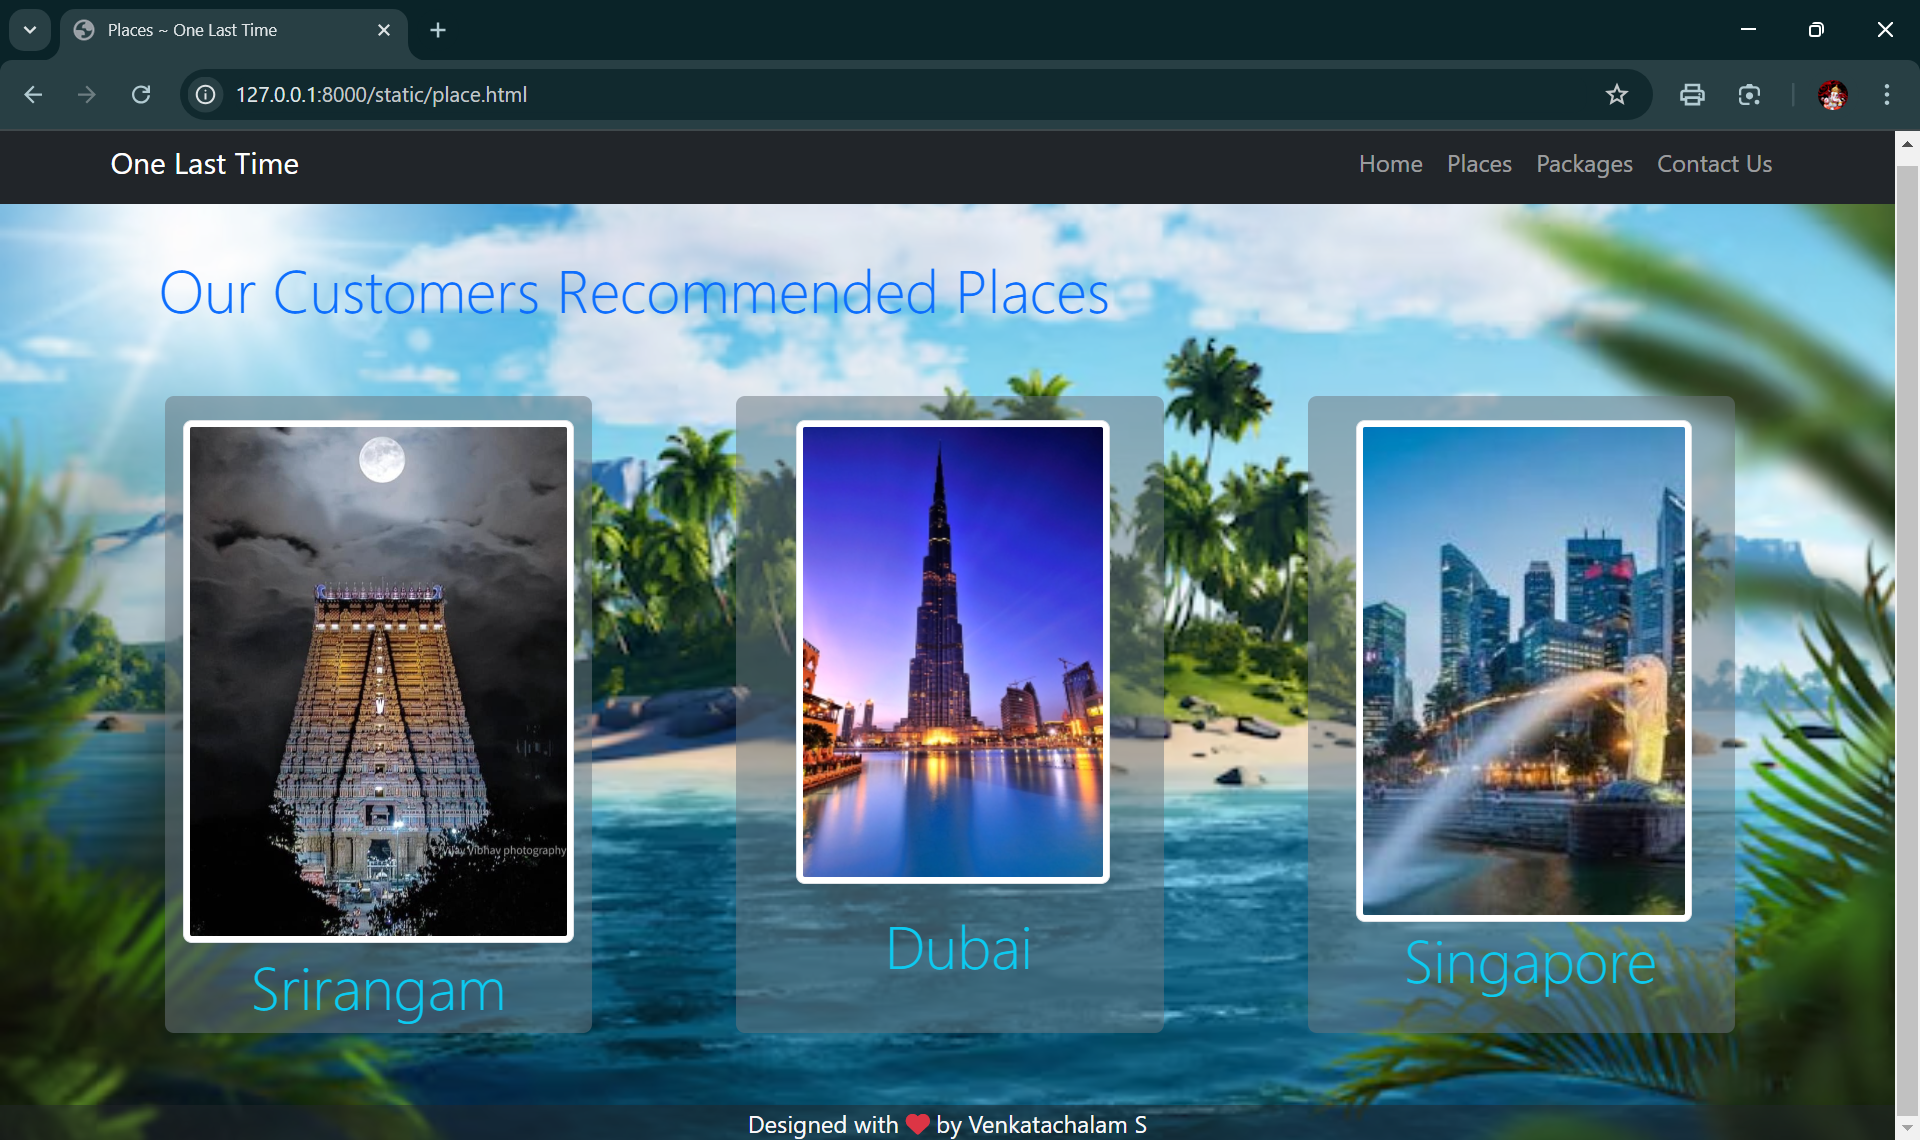 Places ~ One Last Time
127.0.0.1:8000/static/place.html
One Last Time
Home Places Packages Contact Us
Our Customers Recommended Places
© Vijay Vibhav photography
Srirangam
Dubai
Singapore
Designed with ❤ by Venkatachalam S